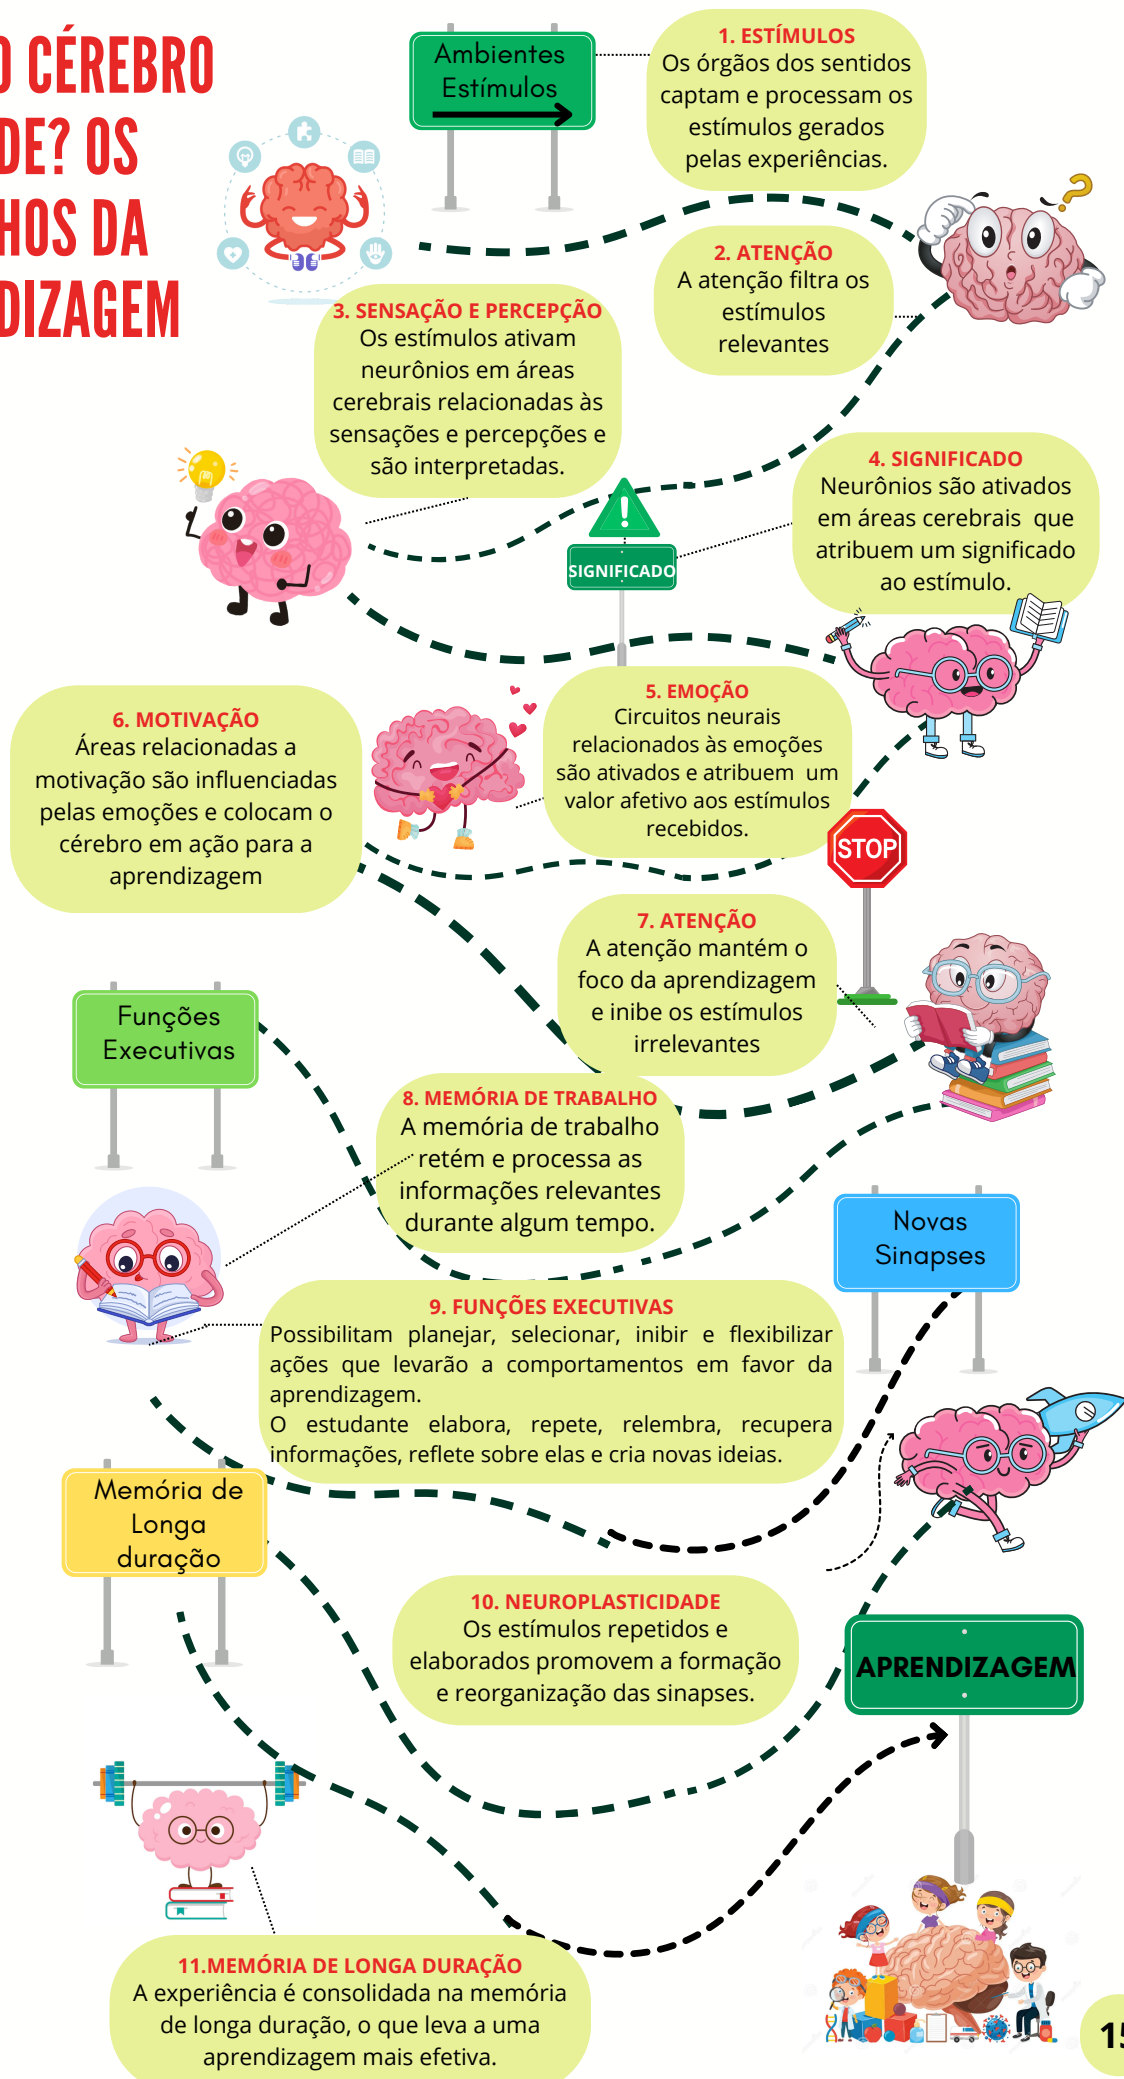 O CÉREBRO
DE? OS
HOS DA
DIZAGEM
Ambientes
Estímulos
1. ESTÍMULOS
Os órgãos dos sentidos
captam e processam os
estímulos gerados
pelas experiências.
2. ATENÇÃO
A atenção filtra os
estímulos
relevantes
3. SENSAÇÃO E PERCEPÇÃO
Os estímulos ativam
neurônios em áreas
cerebrais relacionadas às
sensações e percepções e
são interpretadas.
4. SIGNIFICADO
Neurônios são ativados
em áreas cerebrais que
atribuem um significado
ao estímulo.
SIGNIFICADO
5. EMOÇÃO
Circuitos neurais
relacionados às emoções
são ativados e atribuem um
valor afetivo aos estímulos
recebidos.
6. MOTIVAÇÃO
Áreas relacionadas a
motivação são influenciadas
pelas emoções e colocam o
cérebro em ação para a
aprendizagem
STOP
7. ATENÇÃO
A atenção mantém o
foco da aprendizagem
e inibe os estímulos
irrelevantes
Funções
Executivas
8. MEMÓRIA DE TRABALHO
A memória de trabalho
retém e processa as
informações relevantes
durante algum tempo.
Novas
Sinapses
9. FUNÇÕES EXECUTIVAS
Possibilitam planejar, selecionar, inibir e flexibilizar
ações que levarão a comportamentos em favor da
aprendizagem.
O estudante elabora, repete, relembra, recupera
informações, reflete sobre elas e cria novas ideias.
Memória de
Longa
duração
10. NEUROPLASTICIDADE
Os estímulos repetidos e
elaborados promovem a formação
e reorganização das sinapses.
APRENDIZAGEM
11.MEMÓRIA DE LONGA DURAÇÃO
A experiência é consolidada na memória
de longa duração, o que leva a uma
aprendizagem mais efetiva.
15